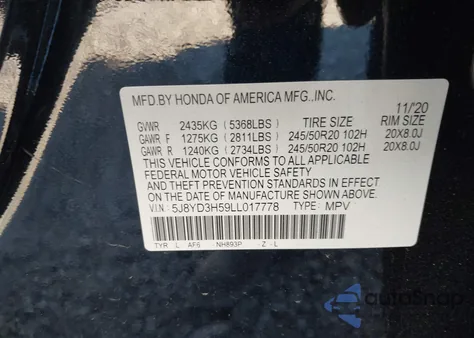 MFD.BY HONDA OF AMERICA MFG.,INC.
11/20
GVWR 2435KG (5368LBS) TIRE SIZE RIM SIZE
GAWR F 1275KG (2811LBS) 245/50R20 102H 20X8.0J
GAWR R 1240KG (2734LBS) 245/50R20 102H 20X8.0J
THIS VEHICLE CONFORMS TO ALL APPLICABLE
FEDERAL MOTOR VEHICLE SAFETY
AND THEFT PREVENTION STANDARDS IN EFFECT
ON THE DATE OF MANUFACTURE SHOWN ABOVE.
V.I.N: 5J8YD3H59LL017778 TYPE: MPV
TYR L AF6 NH893P Z - L
autoSnap